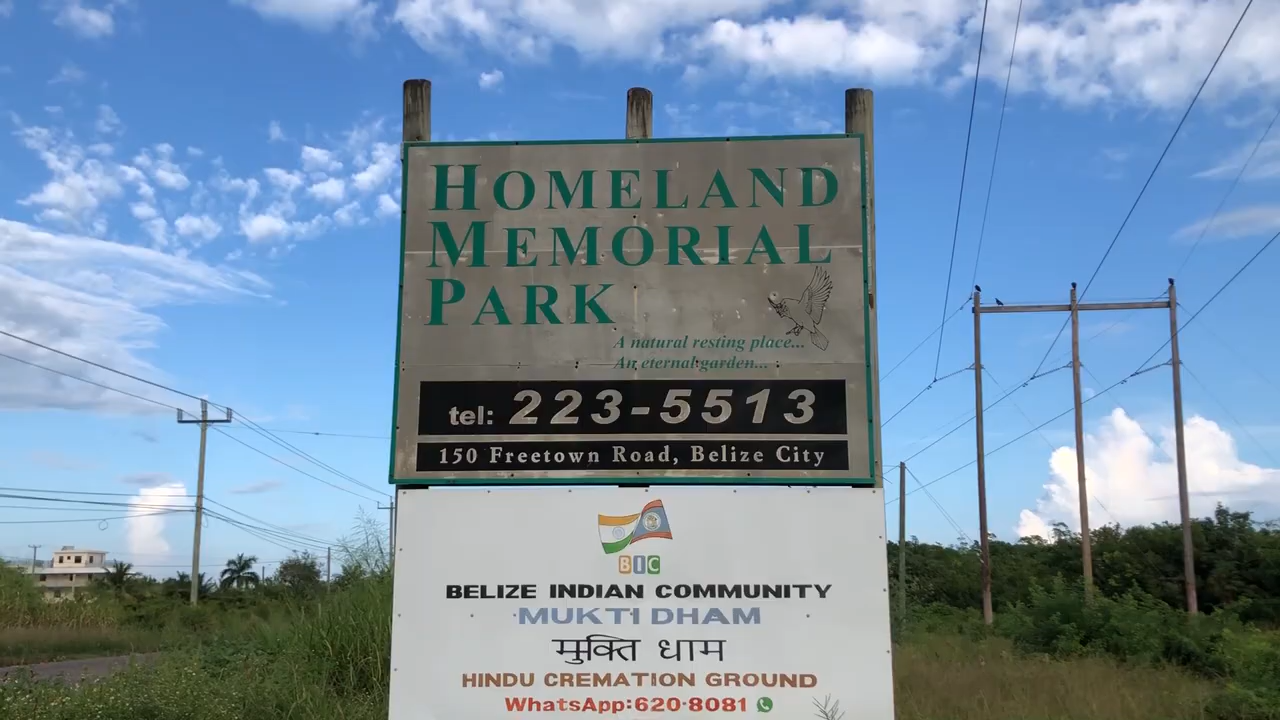 HOMELAND
MEMORIAL
PARK
A natural resting place...
An eternal garden...
tel: 223-5513
150 Freetown Road, Belize City
BIC
BELIZE INDIAN COMMUNITY
MUKTI DHAM
मुक्ति धाम
HINDU CREMATION GROUND
WhatsApp:620-8081